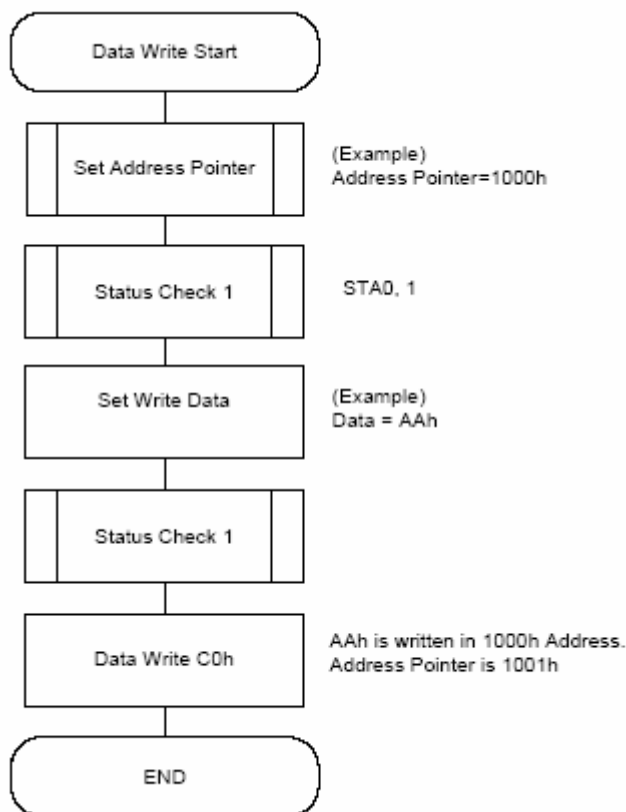 Data Write Start
Set Address Pointer
(Example)
Address Pointer=1000h
Status Check 1
STA0, 1
Set Write Data
(Example)
Data = AAh
Status Check 1
Data Write C0h
AAh is written in 1000h Address.
Address Pointer is 1001h
END